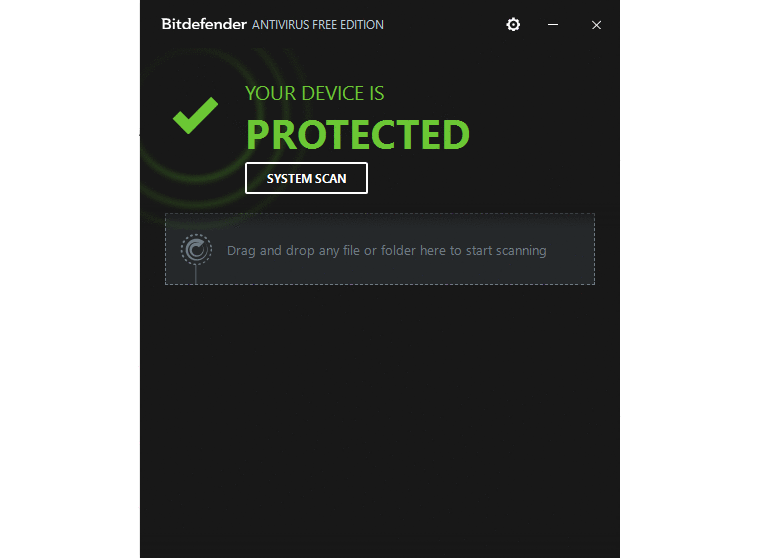 Bitdefender ANTIVIRUS FREE EDITION
YOUR DEVICE IS
PROTECTED
SYSTEM SCAN
Drag and drop any file or folder here to start scanning